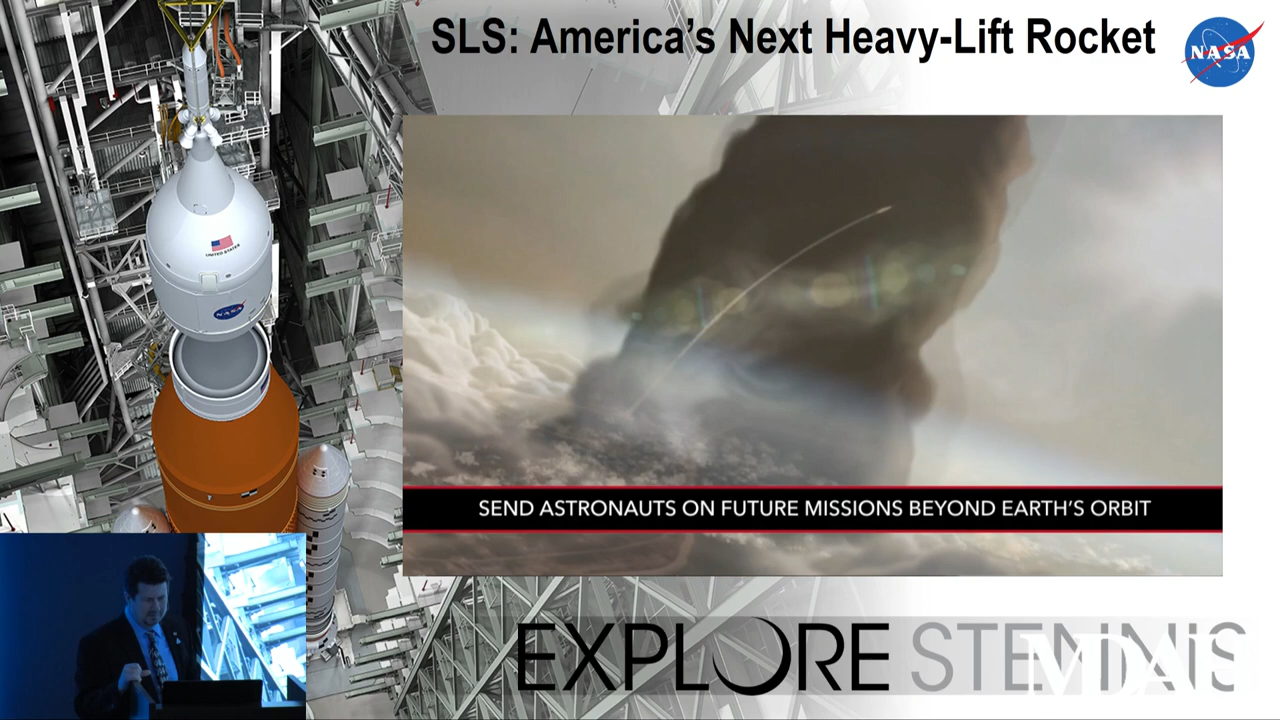 SLS: America's Next Heavy-Lift Rocket
NASA
UNITED STATES
NASA
SEND ASTRONAUTS ON FUTURE MISSIONS BEYOND EARTH'S ORBIT
EXPLORE STENNIS